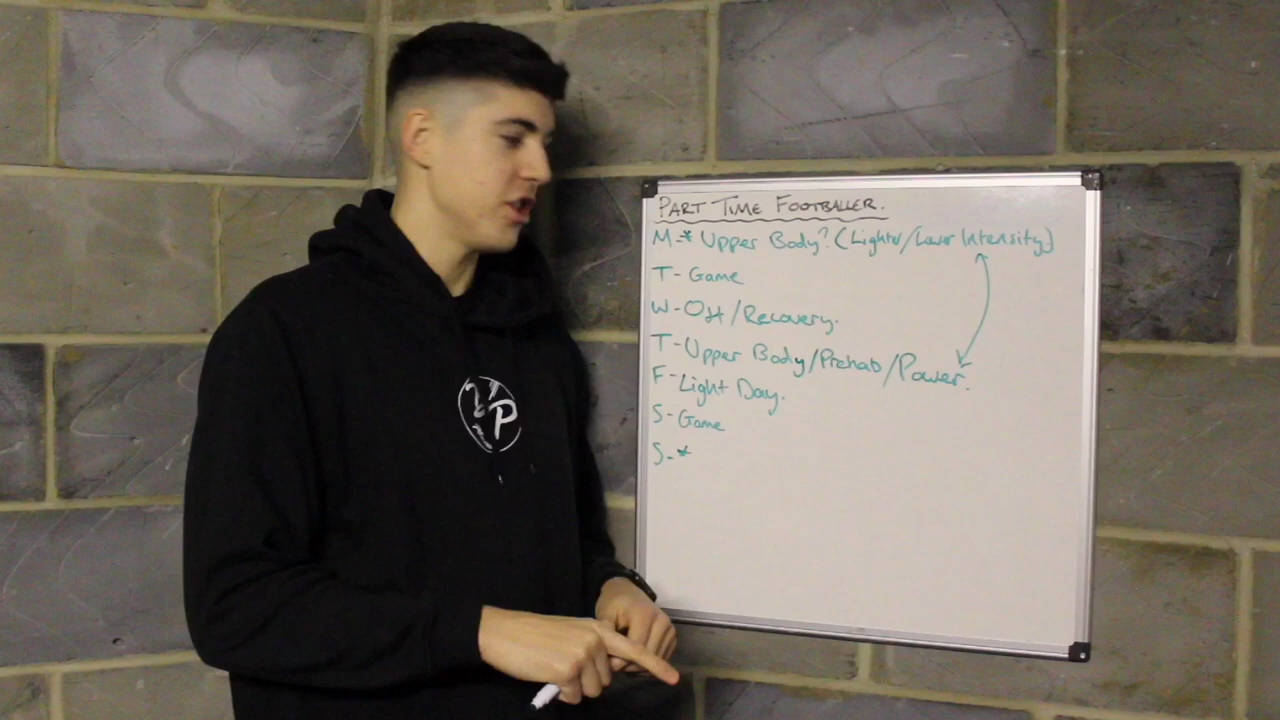 PART TIME FOOTBALLER.
M-* Upper Body? (Lighter/Lower Intensity)
T- Game
W-Off/Recovery.
T-Upper Body/Prehab/Power.
F-Light Day.
S-Game
S-*
P